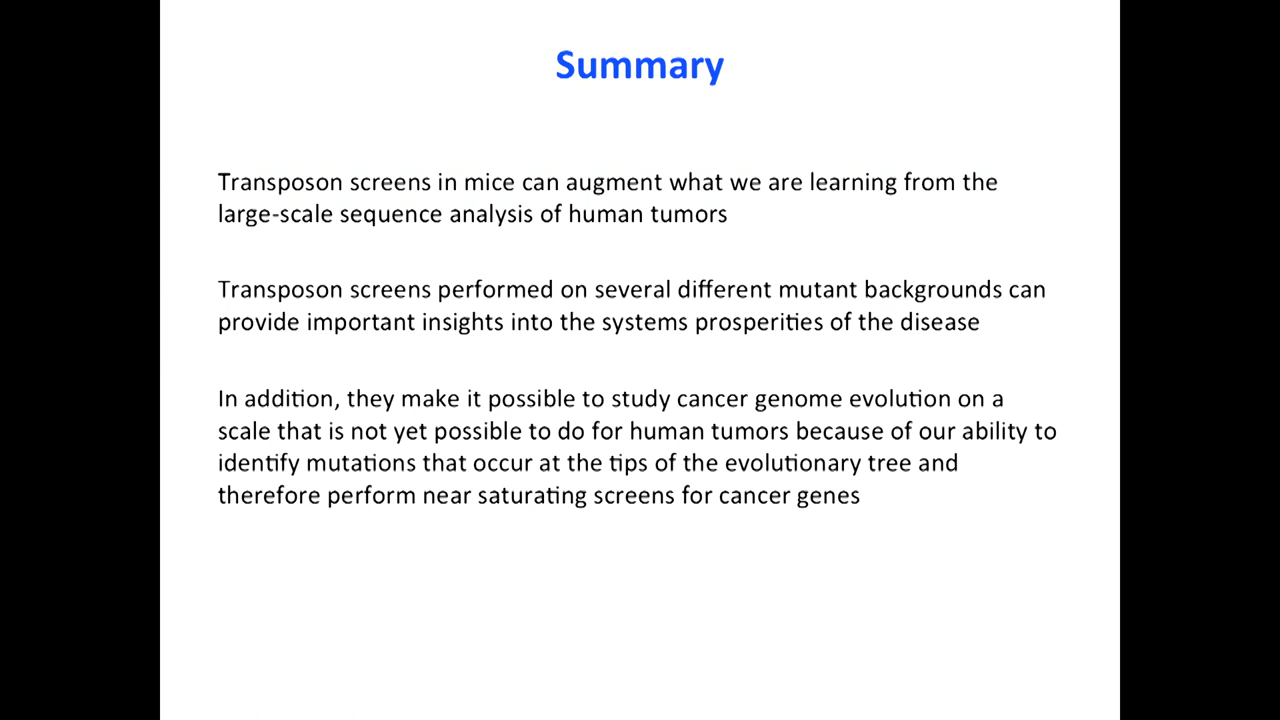 Summary
Transposon screens in mice can augment what we are learning from the
large-scale sequence analysis of human tumors
Transposon screens performed on several different mutant backgrounds can
provide important insights into the systems prosperities of the disease
In addition, they make it possible to study cancer genome evolution on a
scale that is not yet possible to do for human tumors because of our ability to
identify mutations that occur at the tips of the evolutionary tree and
therefore perform near saturating screens for cancer genes